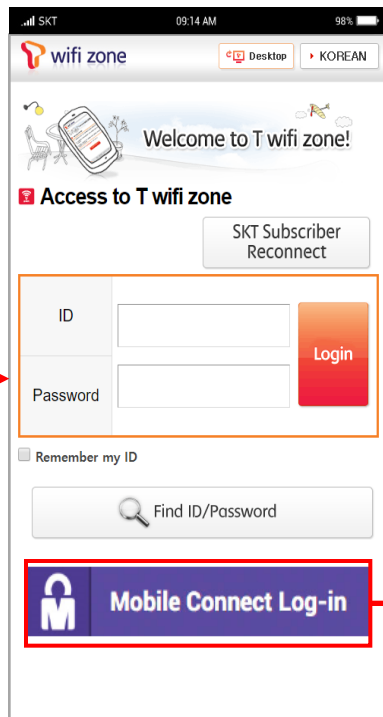 SKT 09:14 AM 98%
T wifi zone
Desktop
KOREAN
Welcome to T wifi zone!
Access to T wifi zone
SKT Subscriber
Reconnect
ID
Login
Password
Remember my ID
Find ID/Password
M Mobile Connect Log-in